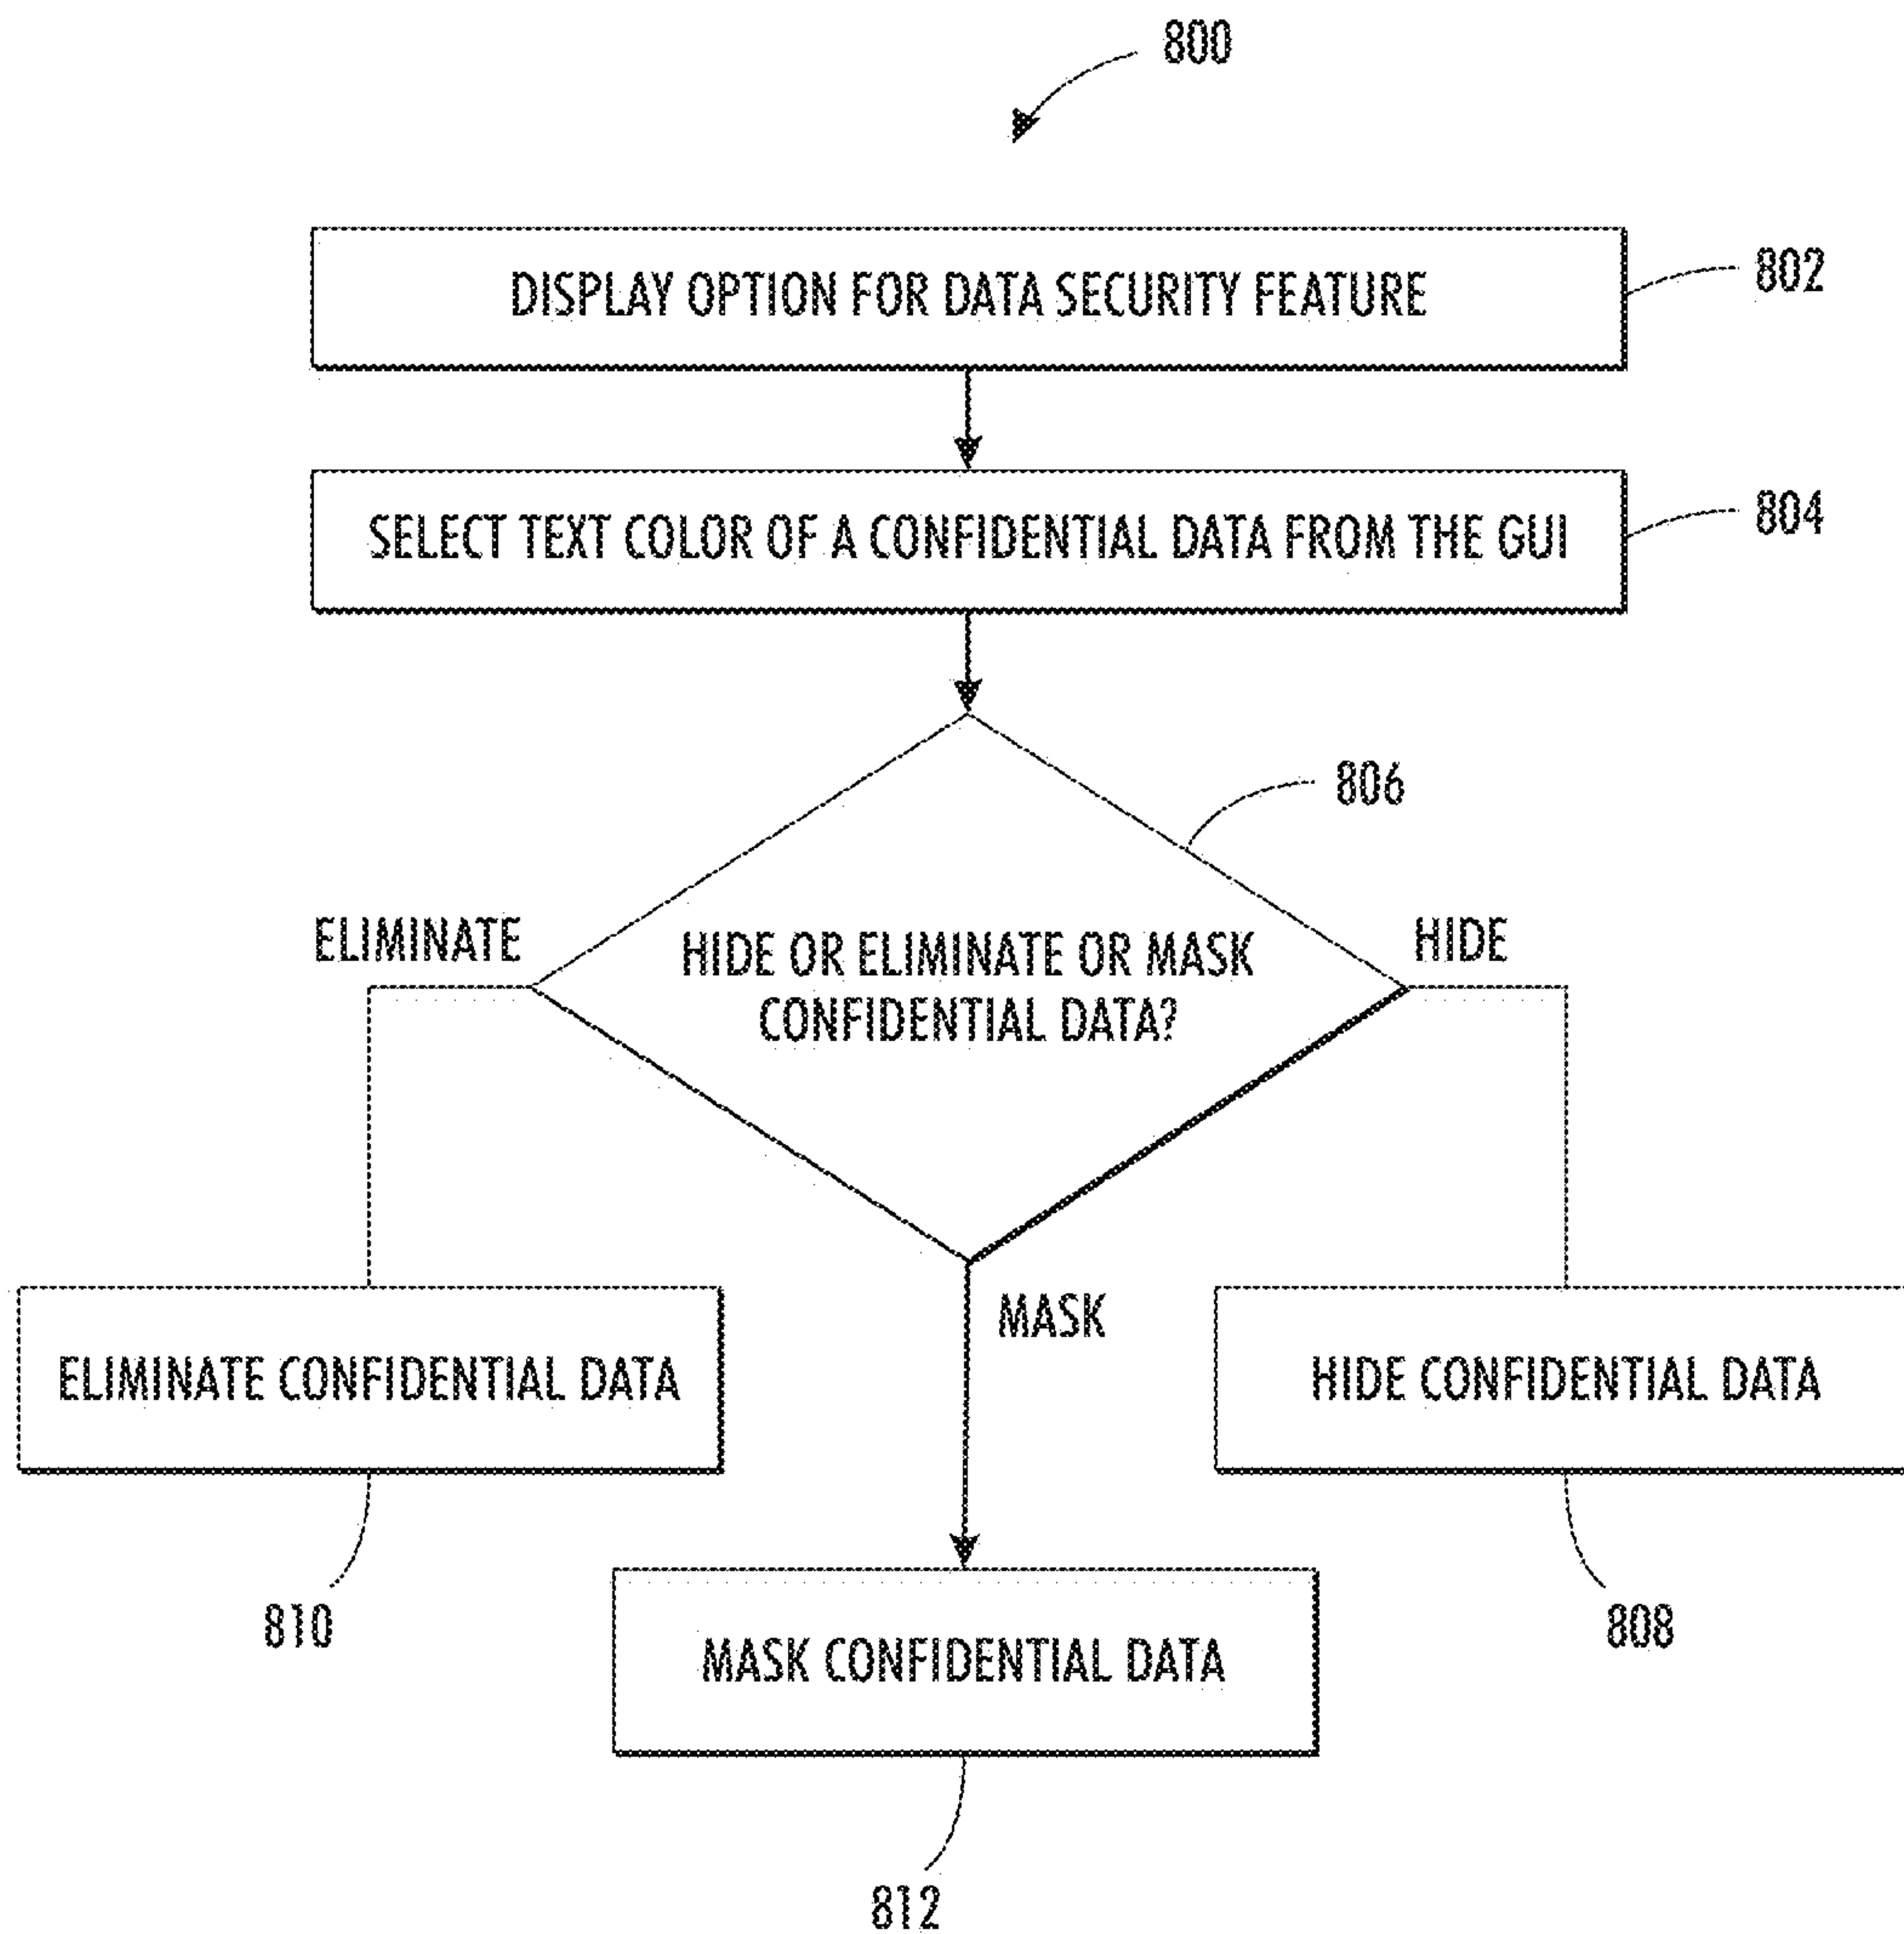 800
DISPLAY OPTION FOR DATA SECURITY FEATURE
802
SELECT TEXT COLOR OF A CONFIDENTIAL DATA FROM THE GUI
804
806
ELIMINATE
HIDE OR ELIMINATE OR MASK
CONFIDENTIAL DATA?
HIDE
MASK
ELIMINATE CONFIDENTIAL DATA
HIDE CONFIDENTIAL DATA
810
808
MASK CONFIDENTIAL DATA
812